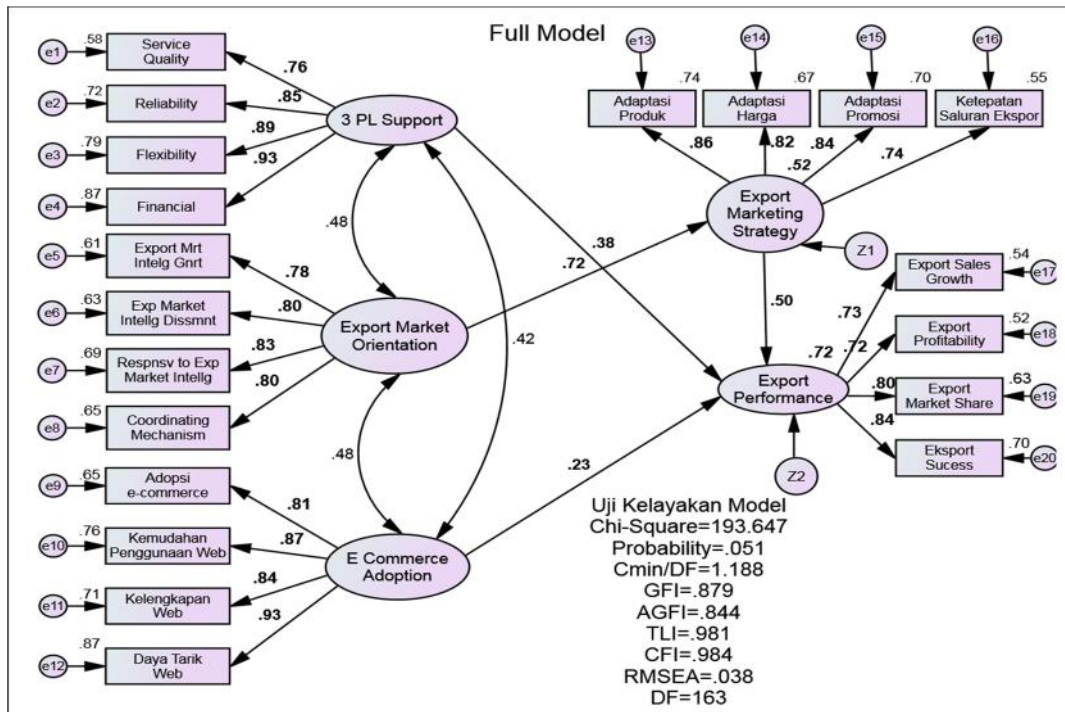 Full Model
e1
.58
Service
Quality
.76
e2
.72
Reliability
.85
e3
.79
Flexibility
.89
e4
.87
Financial
.93
3 PL Support
e5
.61
Export Mrt
Intelg Gnrt
.78
e6
.63
Exp Market
Intellg Dissmnt
.80
e7
.69
Respnsv to Exp
Market Intellg
.83
e8
.65
Coordinating
Mechanism
.80
Export Market
Orientation
e9
.65
Adopsi
e-commerce
.81
e10
.76
Kemudahan
Penggunaan Web
.87
e11
.71
Kelengkapan
Web
.84
e12
.87
Daya Tarik
Web
.93
E Commerce
Adoption
.48
.48
.42
.38
.72
.23
.50
e13
.74
Adaptasi
Produk
.86
e14
.67
Adaptasi
Harga
.82
e15
.70
Adaptasi
Promosi
.84
e16
.55
Ketepatan
Saluran Ekspor
.74
.52
Export
Marketing
Strategy
Z1
.72
Export
Performance
Z2
.54
Export Sales
Growth
e17
.73
.52
Export
Profitability
e18
.72
.63
Export
Market Share
e19
.80
.70
Eksport
Sucess
e20
.84
Uji Kelayakan Model
Chi-Square=193.647
Probability=.051
Cmin/DF=1.188
GFI=.879
AGFI=.844
TLI=.981
CFI=.984
RMSEA=.038
DF=163